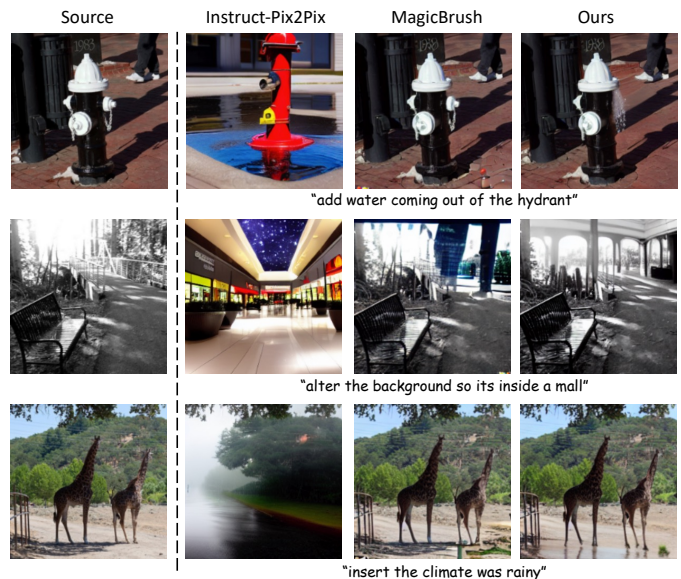 Source Instruct-Pix2Pix MagicBrush Ours
1983
"add water coming out of the hydrant"
"alter the background so its inside a mall"
"insert the climate was rainy"